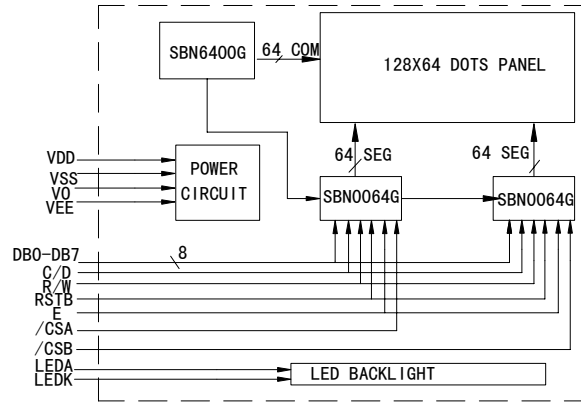 SBN6400G
64 COM
128X64 DOTS PANEL
64 SEG
64 SEG
VDD
VSS
VO
VEE
POWER
CIRCUIT
SBN0064G
SBN0064G
DB0-DB7
8
C/D
R/W
RSTB
E
/CSA
/CSB
LEDA
LEDK
LED BACKLIGHT